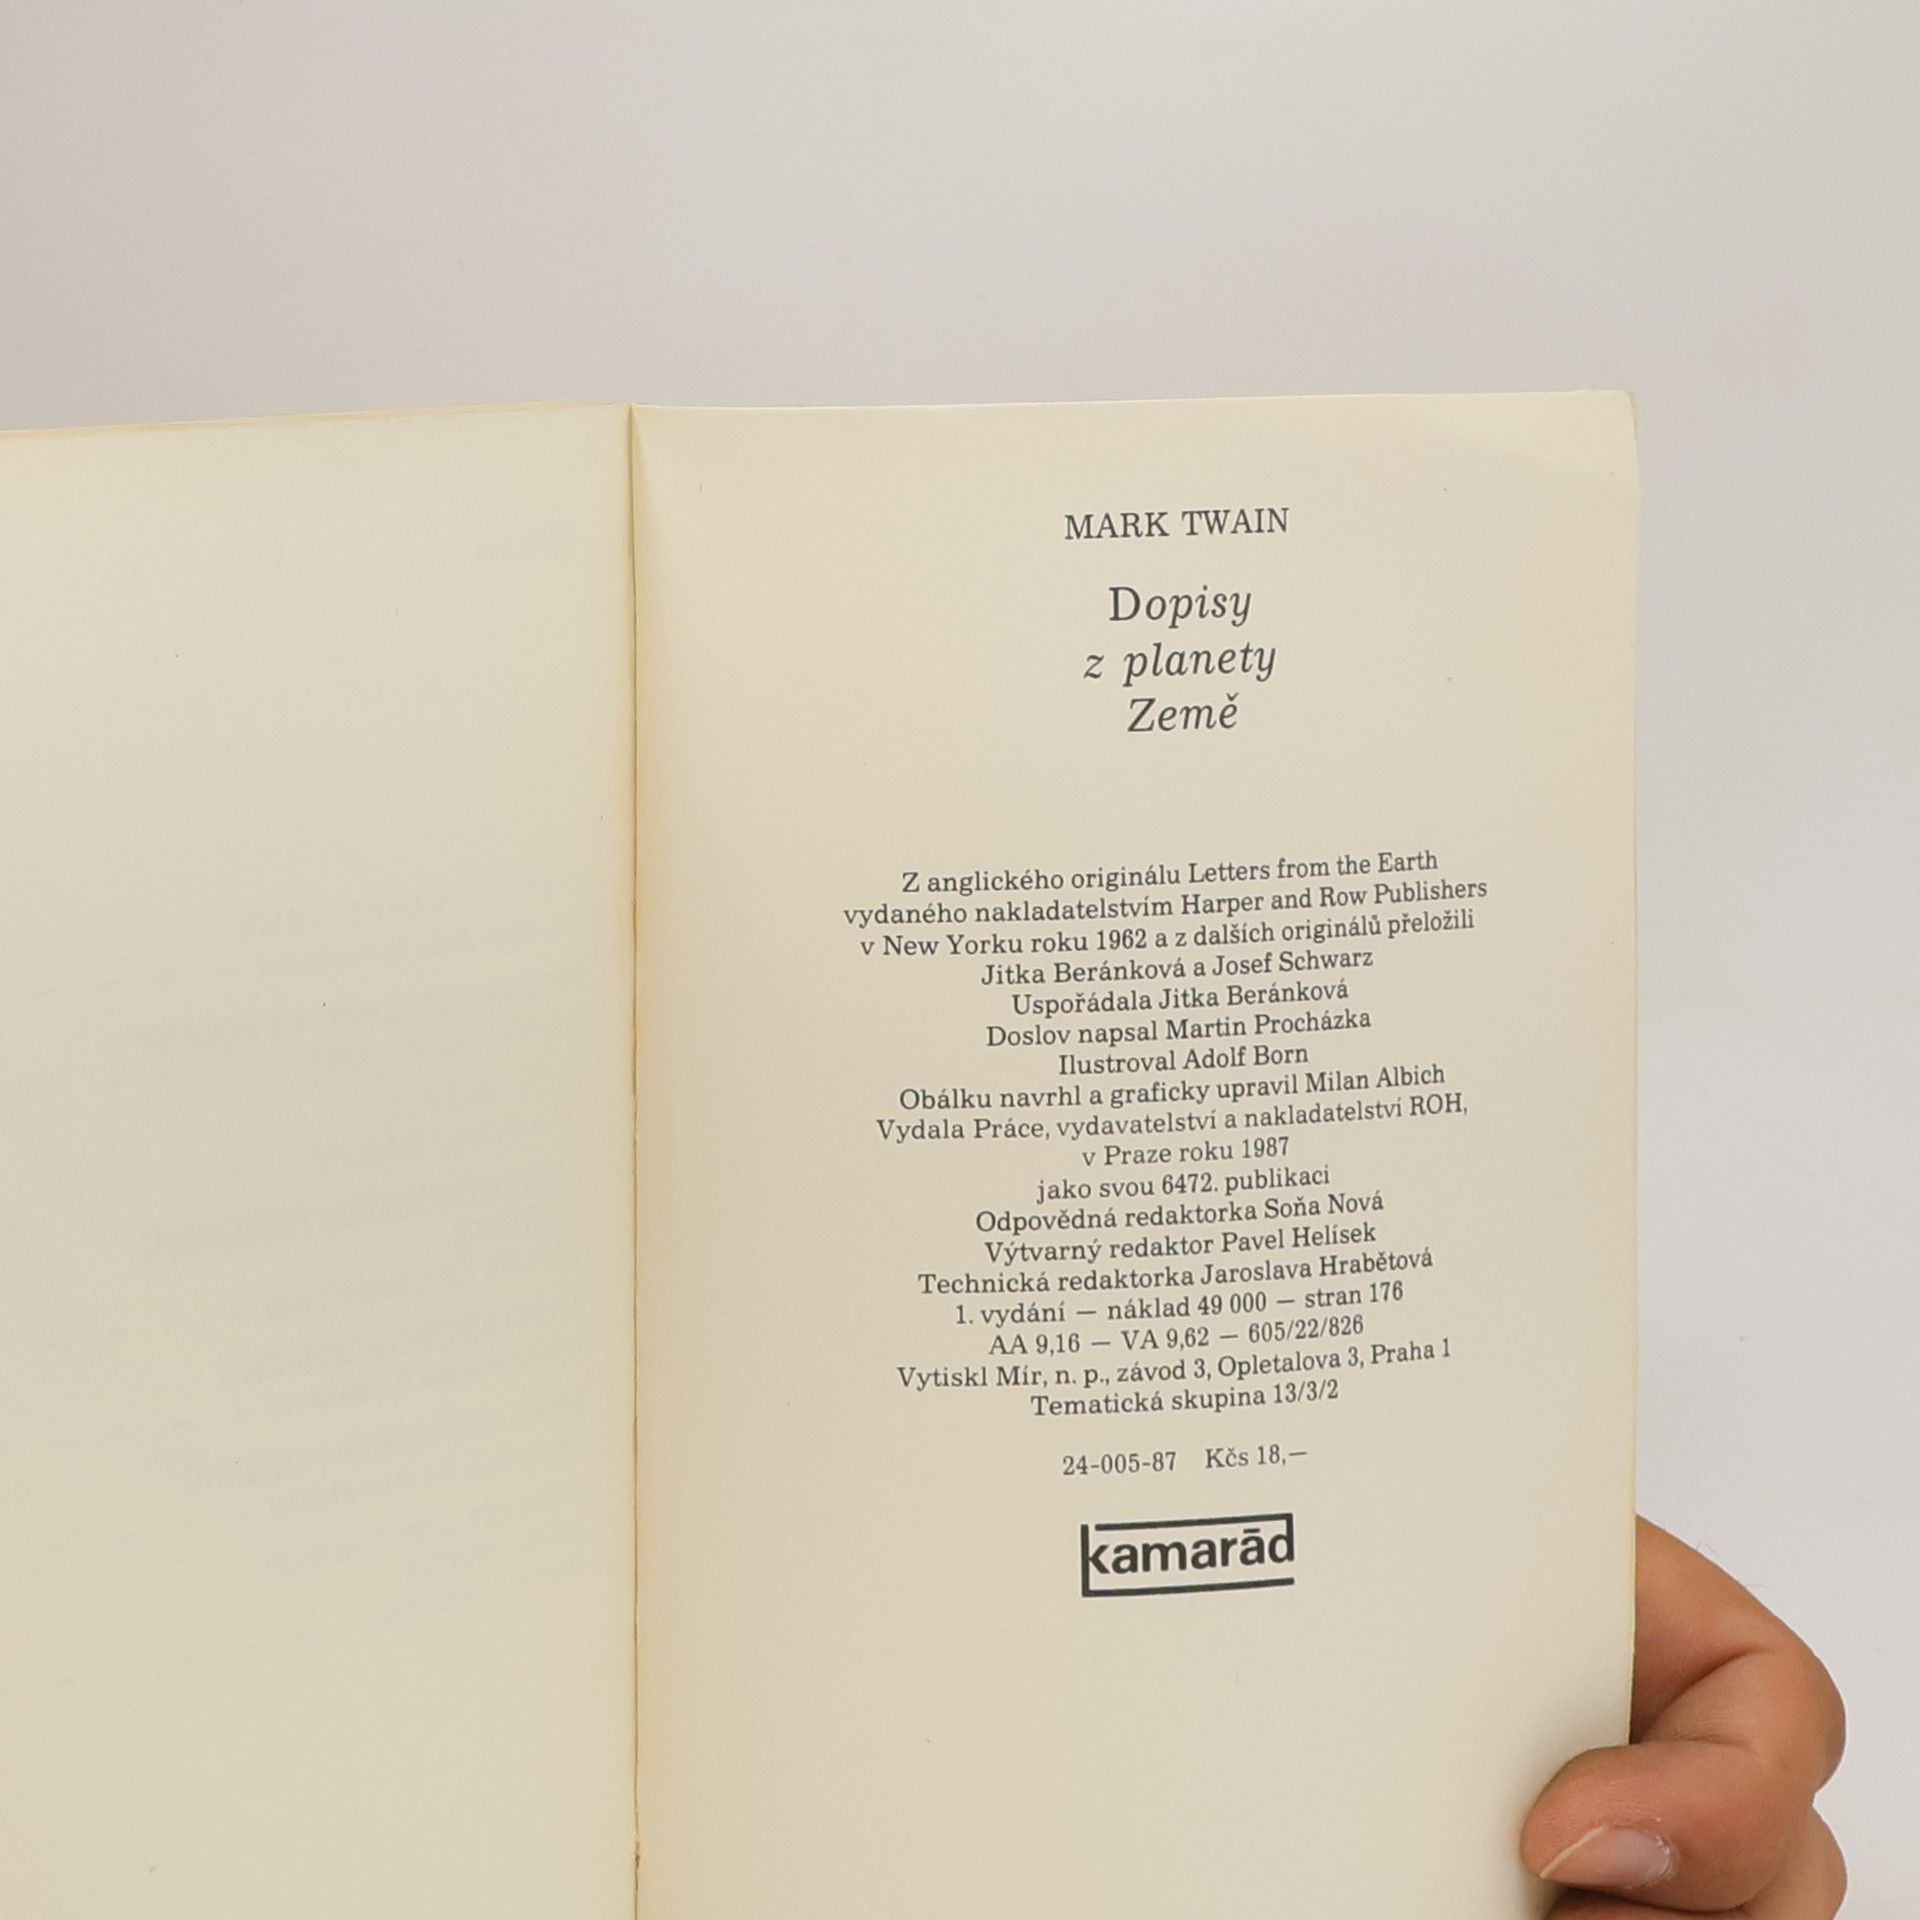 MARK TWAIN
Dopisy
z planety
Země
Z anglického originálu Letters from the Earth
vydaného nakladatelstvím Harper and Row Publishers
v New Yorku roku 1962 a z dalších originálů přeložili
Jitka Beránková a Josef Schwarz
Uspořádala Jitka Beránková
Doslov napsal Martin Procházka
Ilustroval Adolf Born
Obálku navrhl a graficky upravil Milan Albich
Vydala Práce, vydavatelství a nakladatelství ROH,
v Praze roku 1987
jako svou 6472. publikaci
Odpovědná redaktorka Soňa Nová
Výtvarný redaktor Pavel Helísek
Technická redaktorka Jaroslava Hrabětová
1. vydání — náklad 49 000 — stran 176
AA 9,16 — VA 9,62 — 605/22/826
Vytiskl Mír, n. p., závod 3, Opletalova 3, Praha 1
Tematická skupina 13/3/2
24-005-87 Kčs 18,—
kamarād